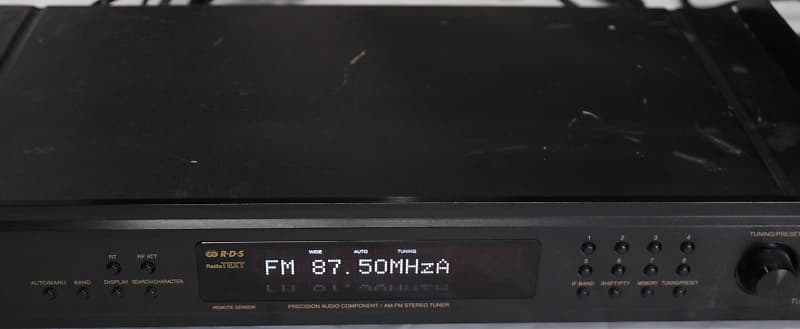 R·D·S
Radio TEXT
WIDE AUTO TUNING
FM 87.50MHzA
RT RF ATT
AUTO/MANU BAND DISPLAY SEARCH/CHARACTER
REMOTE SENSOR
PRECISION AUDIO COMPONENT / AM-FM STEREO TUNER
1 2 3 4
5 6 7 8
IF BAND SHIFT/PTY MEMORY TUNING/PRESET
TUNING/PRESET
TU